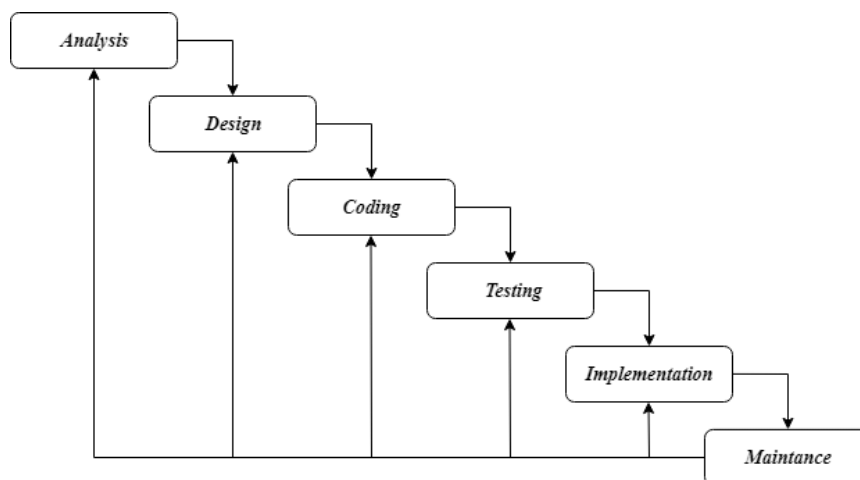 Analysis
Design
Coding
Testing
Implementation
Maintance